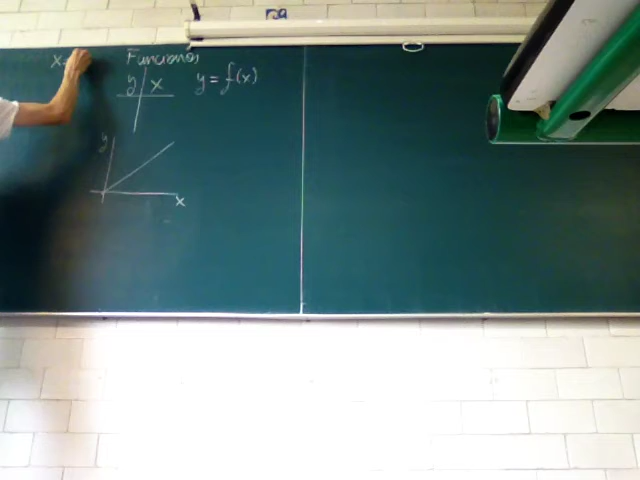 x=
Funciones
y x
y = f(x)
y
x